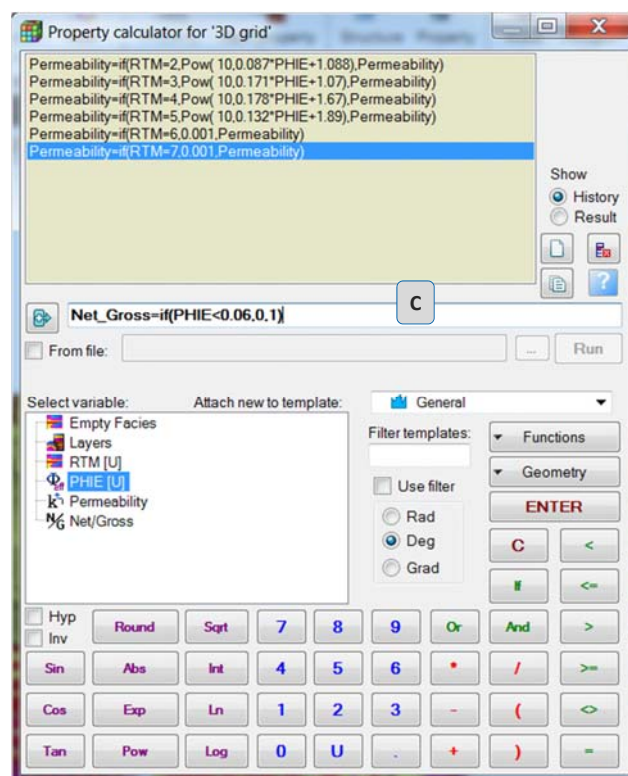 Property calculator for '3D grid'
Permeability=if(RTM=2,Pow( 10,0.087*PHIE+1.088),Permeability)
Permeability=if(RTM=3,Pow( 10,0.171*PHIE+1.07),Permeability)
Permeability=if(RTM=4,Pow( 10,0.178*PHIE+1.67),Permeability)
Permeability=if(RTM=5,Pow( 10,0.132*PHIE+1.89),Permeability)
Permeability=if(RTM=6,0.001,Permeability)
Permeability=if(RTM=7,0.001,Permeability)
Show
History
Result
?
C
Net_Gross=if(PHIE<0.06,0,1)
From file:
... Run
Select variable: Attach new to template: General
Empty Facies
Layers
RTM [U]
PHIE [U]
Permeability
N/G Net/Gross
Filter templates:
Use filter
Rad
Deg
Grad
Functions
Geometry
ENTER
C <
If <=
Hyp
Inv
Round Sqrt 7 8 9 Or And >
Sin Abs Int 4 5 6 * / >=
Cos Exp Ln 1 2 3 - ( <>
Tan Pow Log 0 U . + ) =